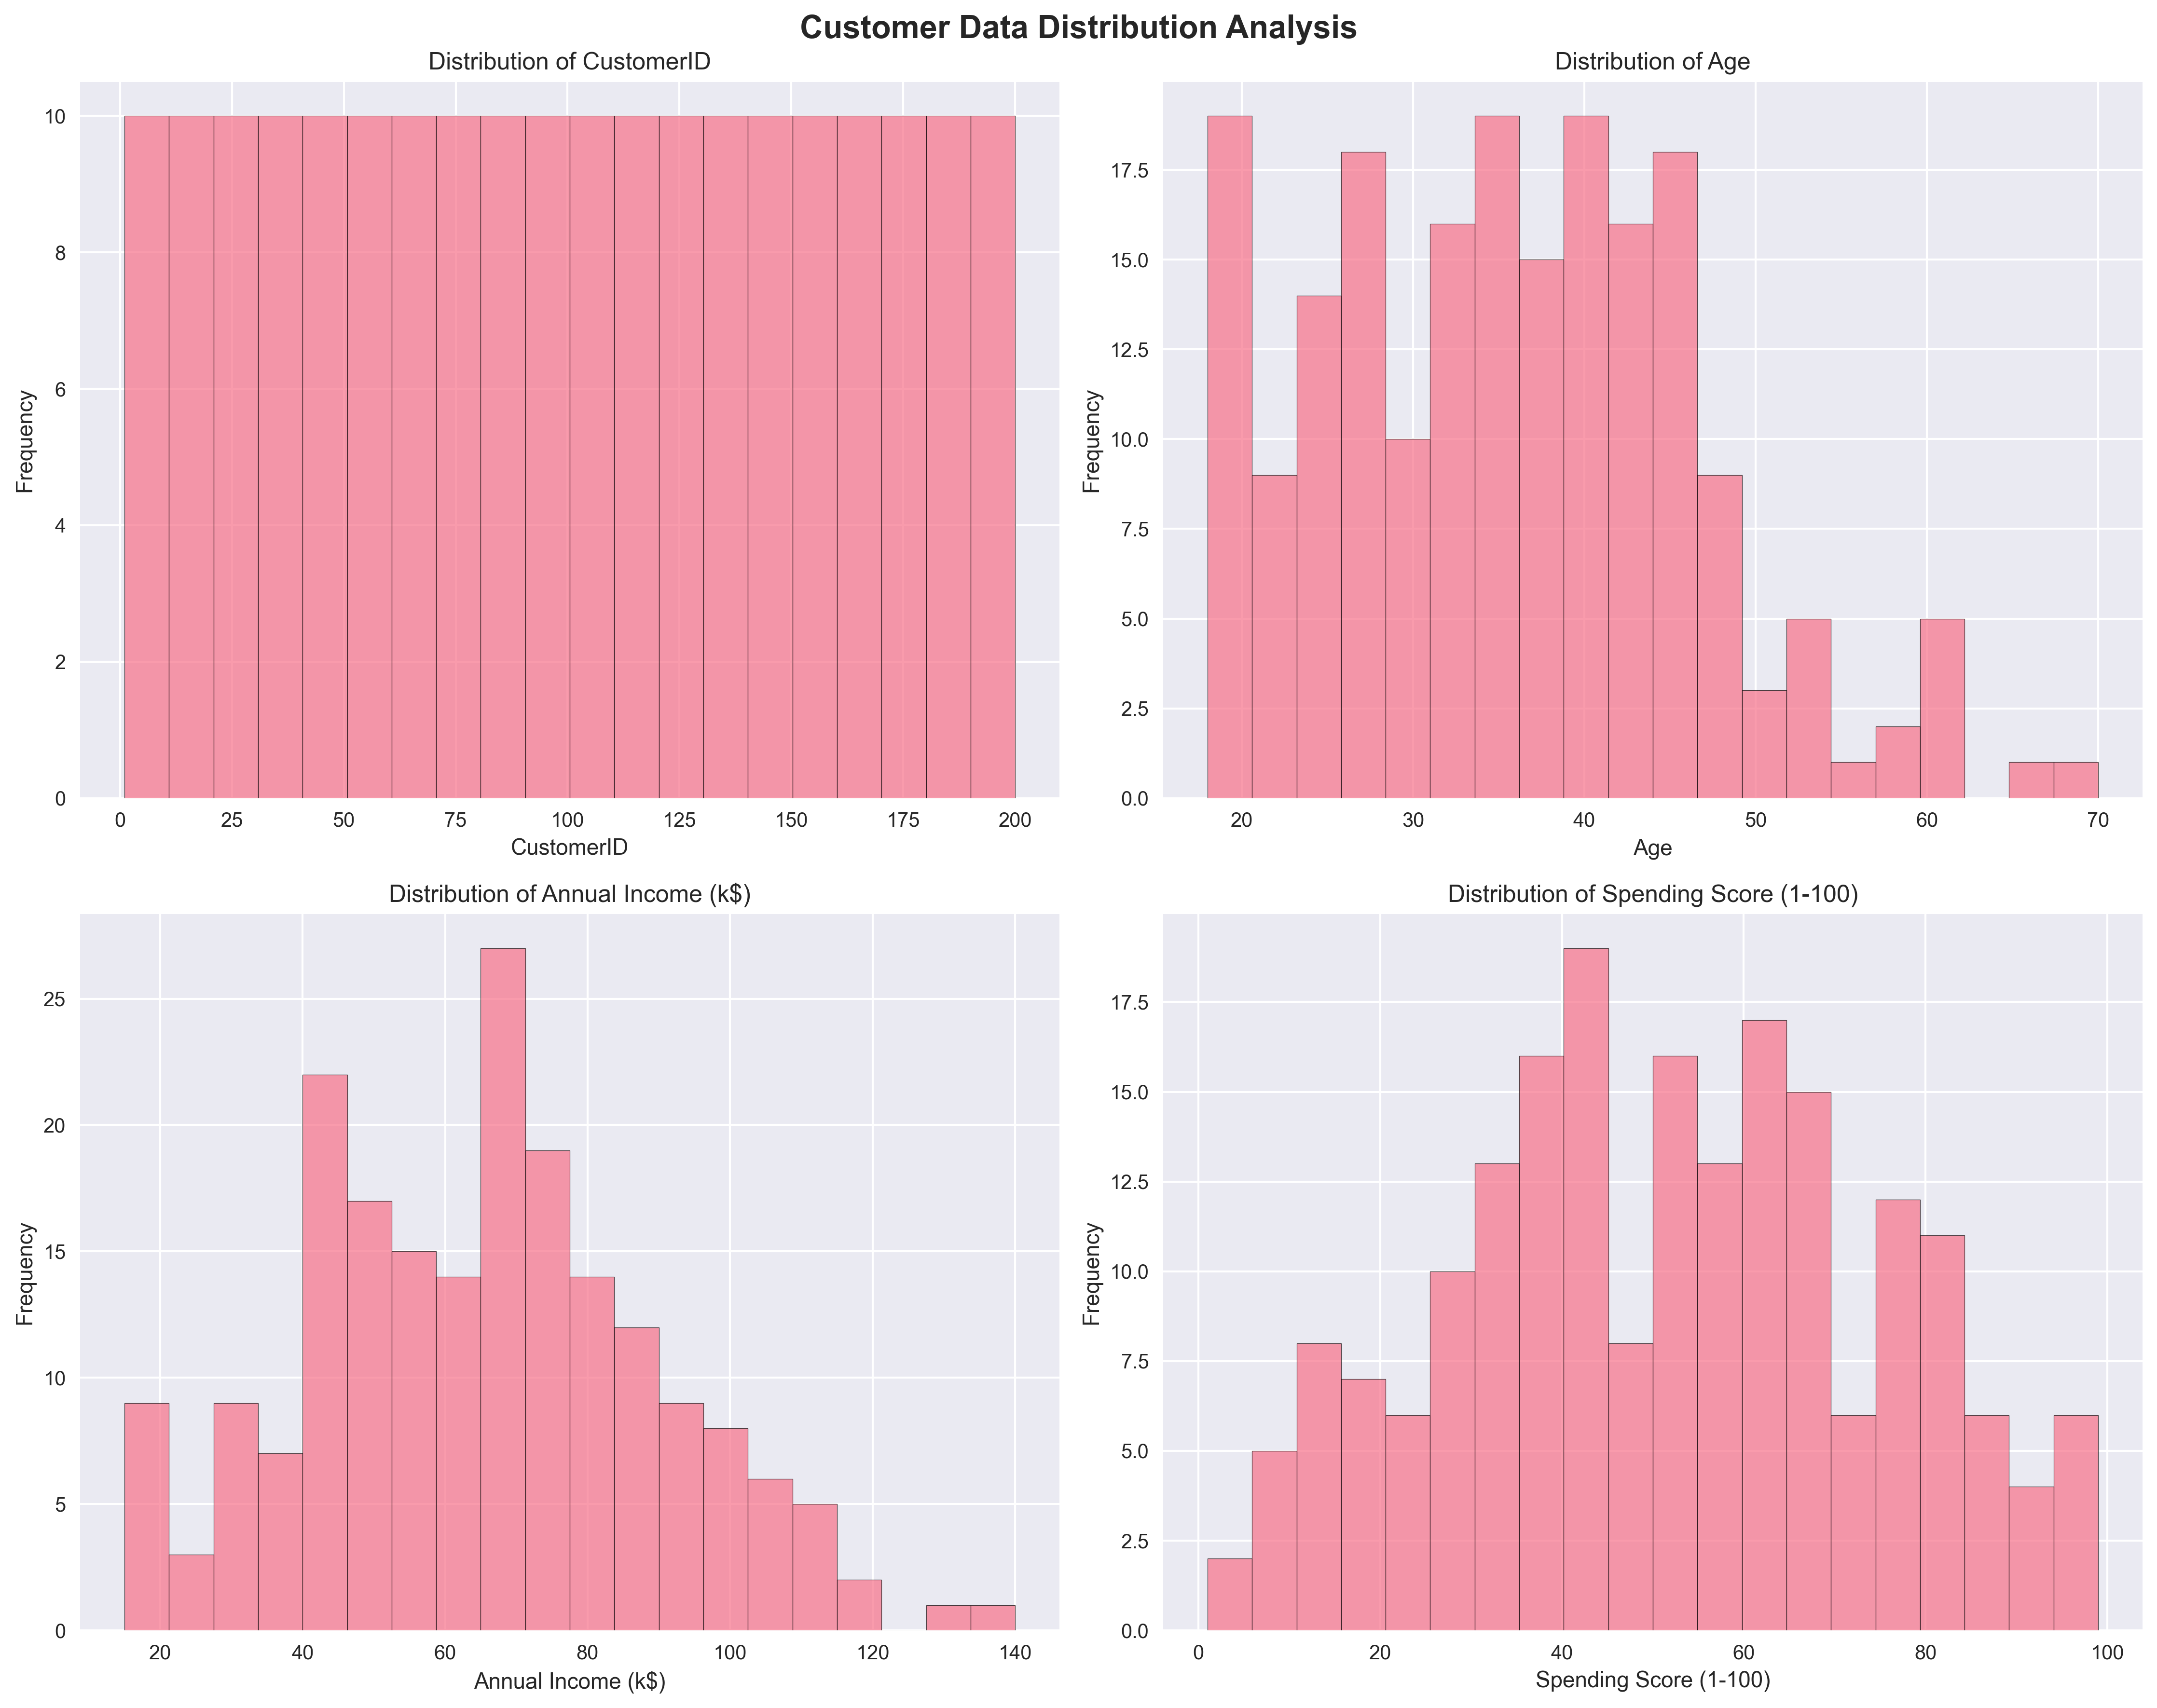 Customer Data Distribution Analysis
Distribution of CustomerID
10
8
6
4
2
0
Frequency
0 25 50 75 100 125 150 175 200
CustomerID
Distribution of Age
17.5
15.0
12.5
10.0
7.5
5.0
2.5
0.0
Frequency
20 30 40 50 60 70
Age
Distribution of Annual Income (k$)
25
20
15
10
5
0
Frequency
20 40 60 80 100 120 140
Annual Income (k$)
Distribution of Spending Score (1-100)
17.5
15.0
12.5
10.0
7.5
5.0
2.5
0.0
Frequency
0 20 40 60 80 100
Spending Score (1-100)